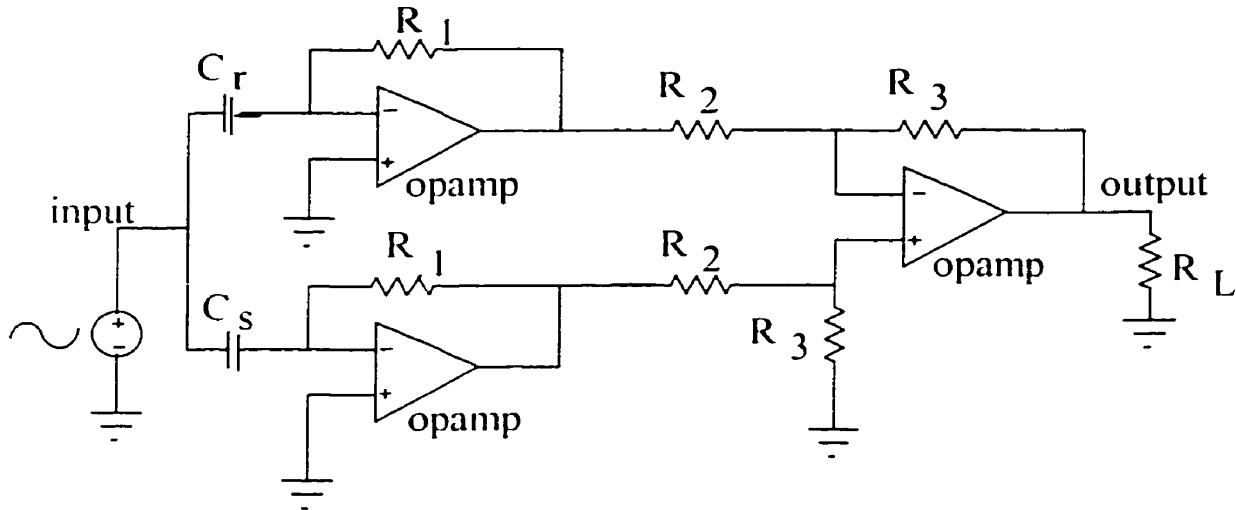 R 1
C r
R 2
R 3
−
+
opamp
input
−
+
output
opamp
R 1
R 2
R L
C s
+
−
R 3
−
+
opamp